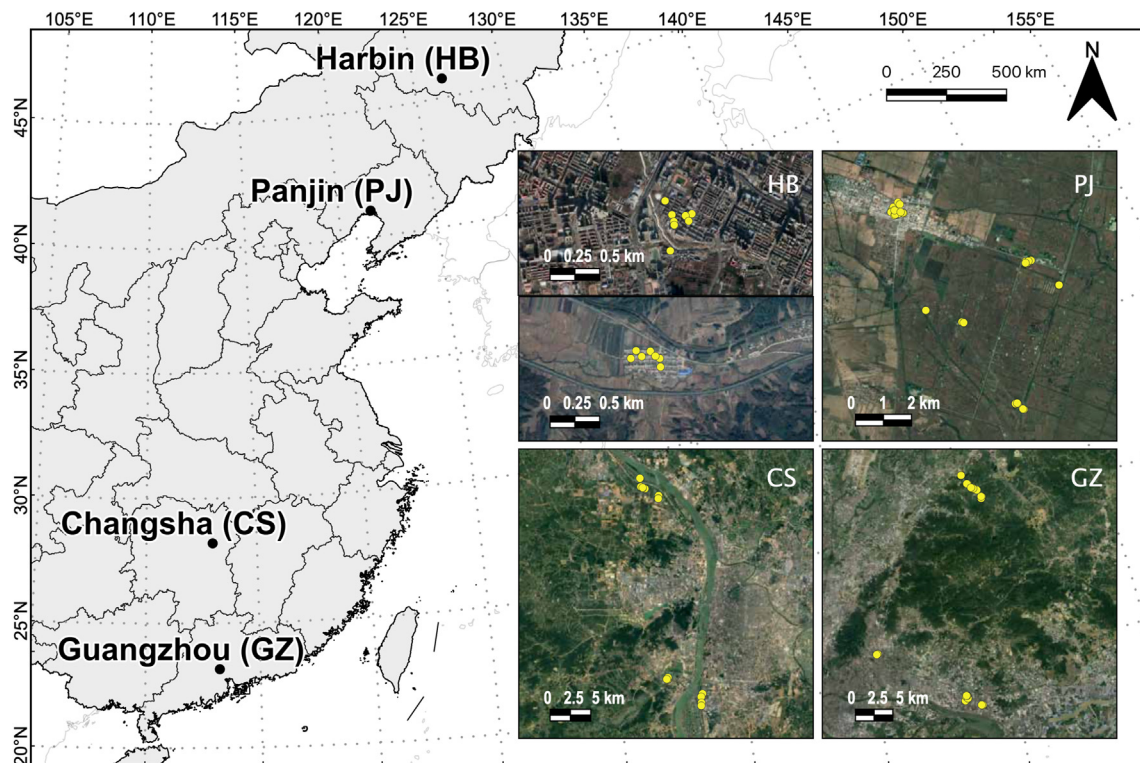 105°E 110°E 115°E 120°E 125°E 130°E 135°E 140°E 145°E 150°E 155°E
45°N
40°N
35°N
30°N
25°N
20°N
Harbin (HB)
Panjin (PJ)
Changsha (CS)
Guangzhou (GZ)
0 250 500 km
N
HB
0 0.25 0.5 km
0 0.25 0.5 km
PJ
0 1 2 km
CS
0 2.5 5 km
GZ
0 2.5 5 km